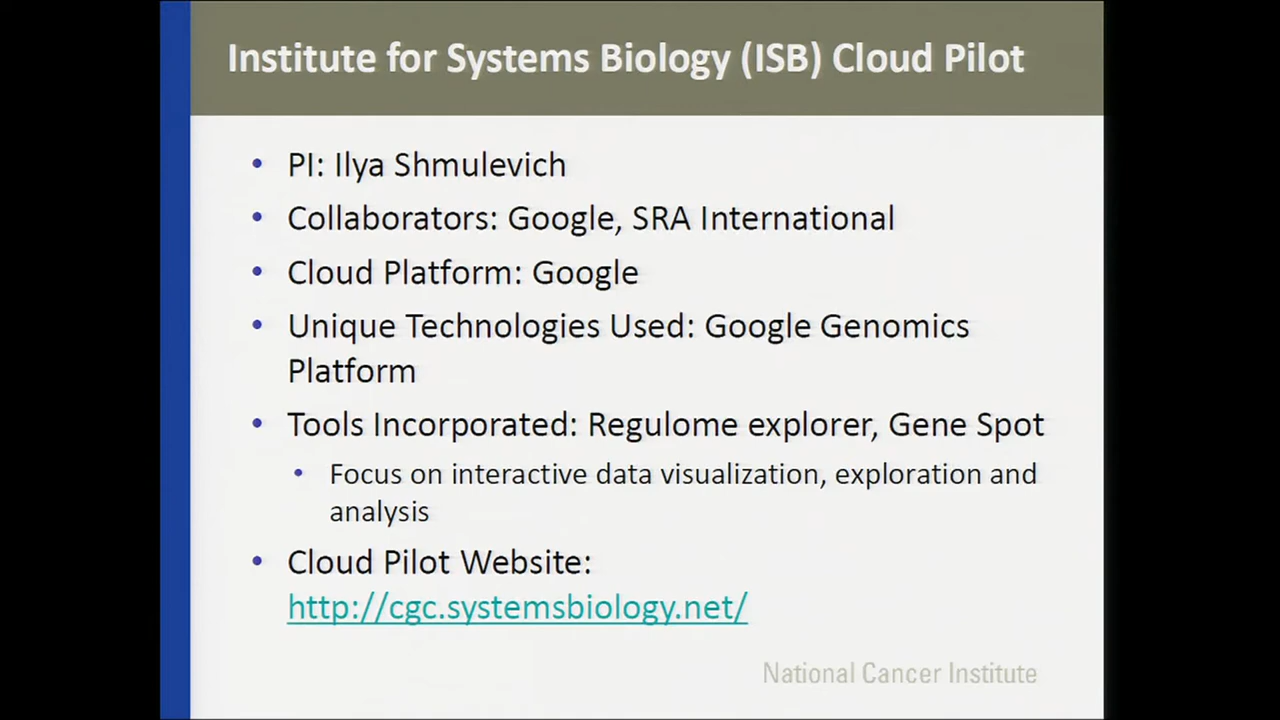 Institute for Systems Biology (ISB) Cloud Pilot
• PI: Ilya Shmulevich
• Collaborators: Google, SRA International
• Cloud Platform: Google
• Unique Technologies Used: Google Genomics
Platform
• Tools Incorporated: Regulome explorer, Gene Spot
• Focus on interactive data visualization, exploration and
analysis
• Cloud Pilot Website:
http://cgc.systemsbiology.net/
National Cancer Institute